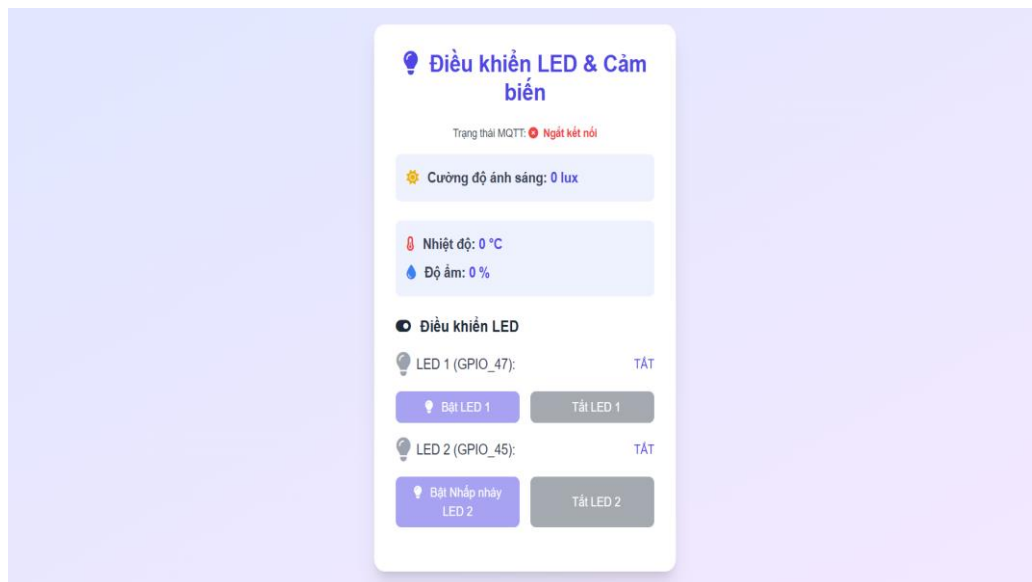 Điều khiển LED & Cảm
biến
Trạng thái MQTT: Ngắt kết nối
Cường độ ánh sáng: 0 lux
Nhiệt độ: 0 °C
Độ ẩm: 0 %
Điều khiển LED
LED 1 (GPIO_47): TẮT
Bật LED 1 Tắt LED 1
LED 2 (GPIO_45): TẮT
Bật Nhấp nháy
LED 2 Tắt LED 2